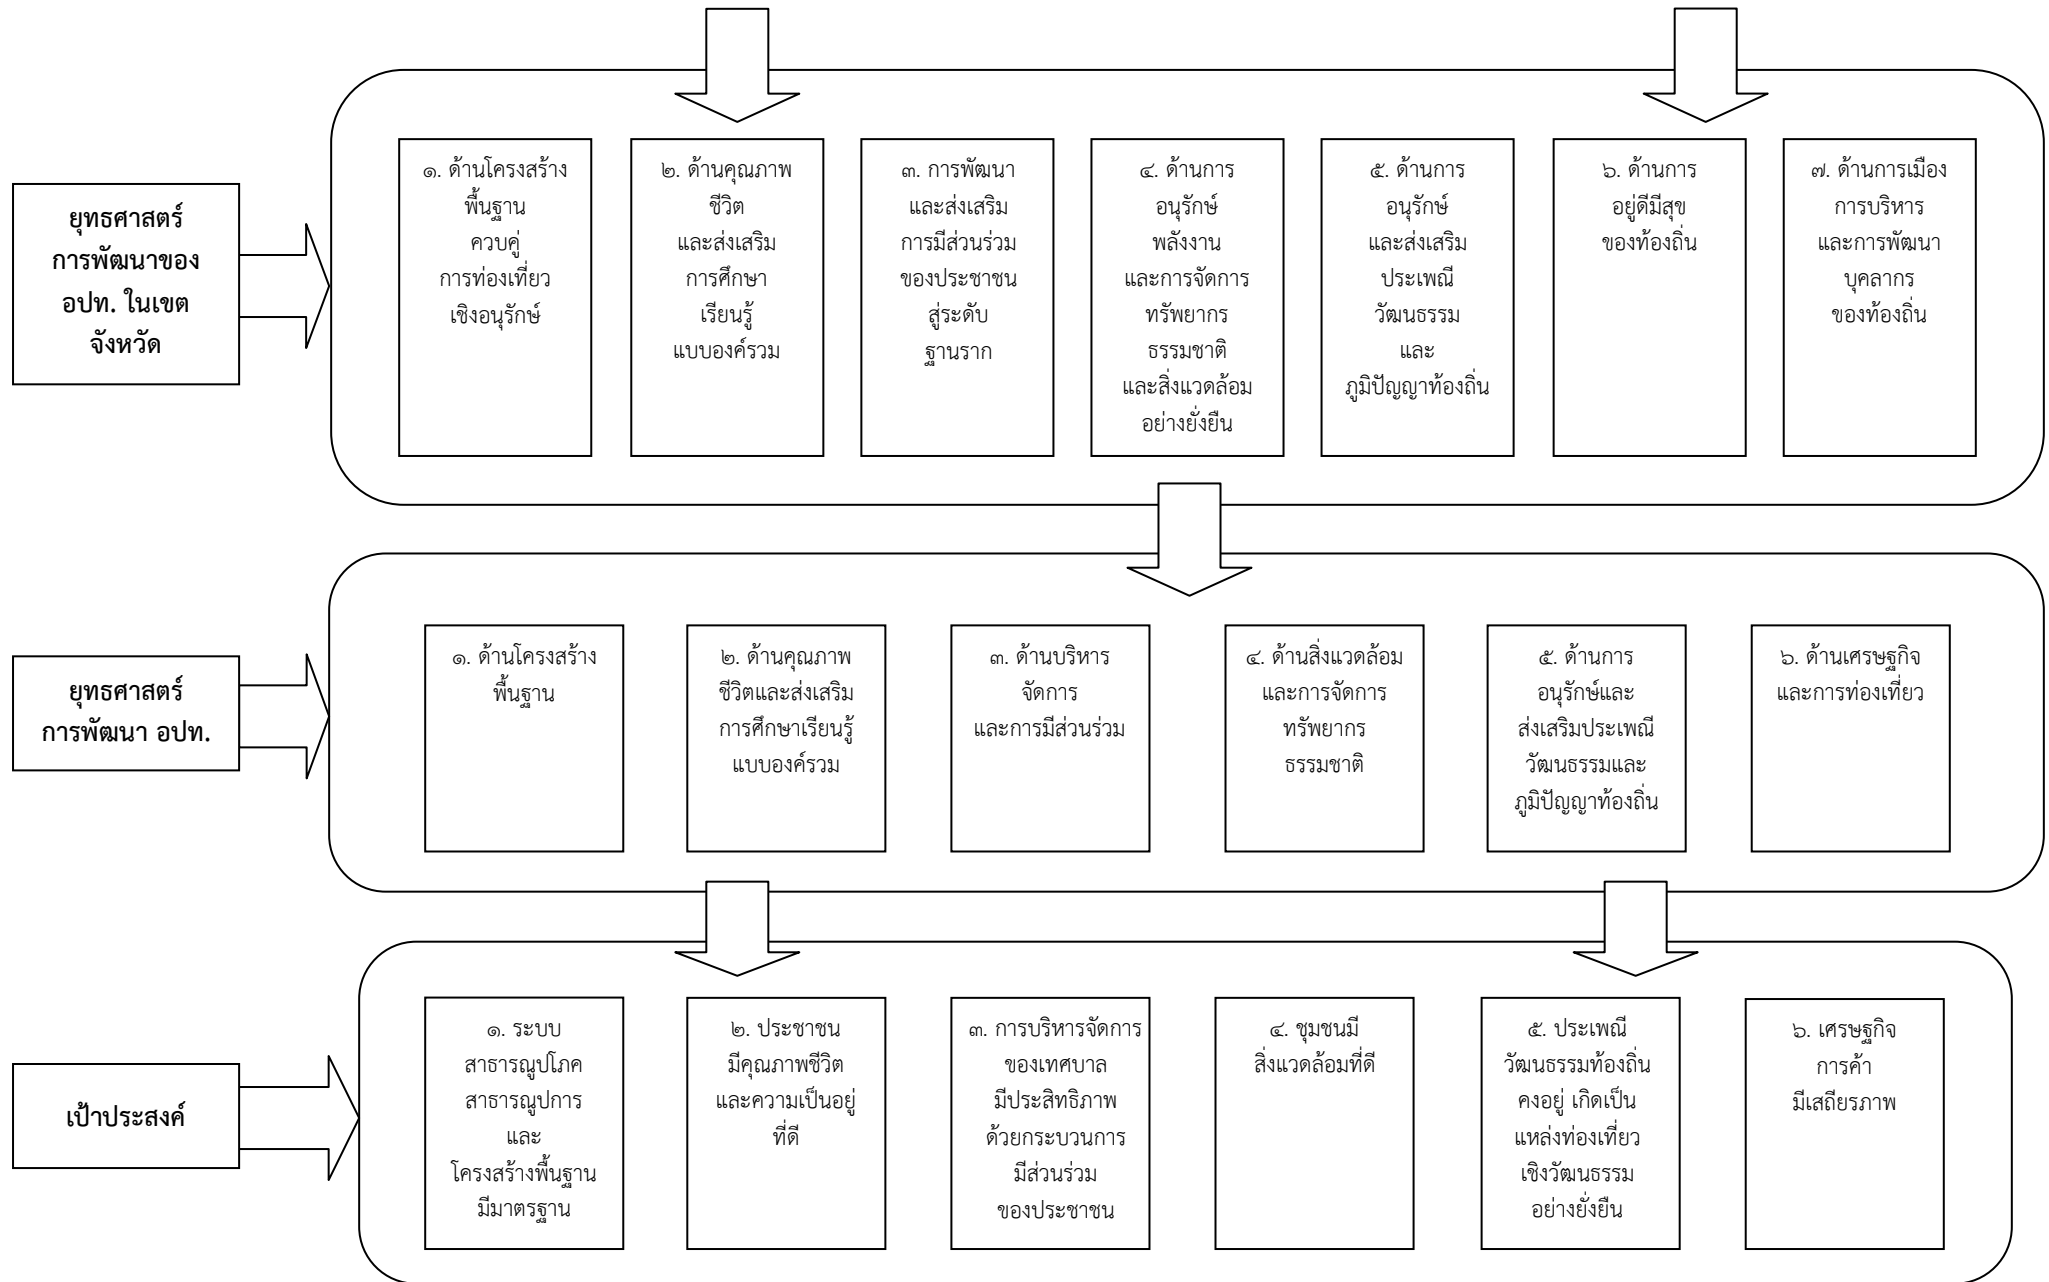 ยุทธศาสตร์
การพัฒนาของ
อปท. ในเขต
จังหวัด
๑. ด้านโครงสร้าง
พื้นฐาน
ควบคู่
การท่องเที่ยว
เชิงอนุรักษ์
๒. ด้านคุณภาพ
ชีวิต
และส่งเสริม
การศึกษา
เรียนรู้
แบบองค์รวม
๓. การพัฒนา
และส่งเสริม
การมีส่วนร่วม
ของประชาชน
สู่ระดับ
ฐานราก
๔. ด้านการ
อนุรักษ์
พลังงาน
และการจัดการ
ทรัพยากร
ธรรมชาติ
และสิ่งแวดล้อม
อย่างยั่งยืน
๕. ด้านการ
อนุรักษ์
และส่งเสริม
ประเพณี
วัฒนธรรม
และ
ภูมิปัญญาท้องถิ่น
๖. ด้านการ
อยู่ดีมีสุข
ของท้องถิ่น
๗. ด้านการเมือง
การบริหาร
และการพัฒนา
บุคลากร
ของท้องถิ่น
ยุทธศาสตร์
การพัฒนา อปท.
๑. ด้านโครงสร้าง
พื้นฐาน
๒. ด้านคุณภาพ
ชีวิตและส่งเสริม
การศึกษาเรียนรู้
แบบองค์รวม
๓. ด้านบริหาร
จัดการ
และการมีส่วนร่วม
๔. ด้านสิ่งแวดล้อม
และการจัดการ
ทรัพยากร
ธรรมชาติ
๕. ด้านการ
อนุรักษ์และ
ส่งเสริมประเพณี
วัฒนธรรมและ
ภูมิปัญญาท้องถิ่น
๖. ด้านเศรษฐกิจ
และการท่องเที่ยว
เป้าประสงค์
๑. ระบบ
สาธารณูปโภค
สาธารณูปการ
และ
โครงสร้างพื้นฐาน
มีมาตรฐาน
๒. ประชาชน
มีคุณภาพชีวิต
และความเป็นอยู่
ที่ดี
๓. การบริหารจัดการ
ของเทศบาล
มีประสิทธิภาพ
ด้วยกระบวนการ
มีส่วนร่วม
ของประชาชน
๔. ชุมชนมี
สิ่งแวดล้อมที่ดี
๕. ประเพณี
วัฒนธรรมท้องถิ่น
คงอยู่ เกิดเป็น
แหล่งท่องเที่ยว
เชิงวัฒนธรรม
อย่างยั่งยืน
๖. เศรษฐกิจ
การค้า
มีเสถียรภาพ